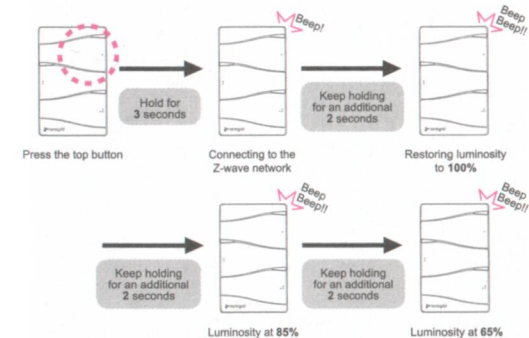 Beep!
Beep
Beep!!
Hold for
3 seconds
Keep holding
for an additional
2 seconds
Press the top button
Connecting to the
Z-wave network
Restoring luminosity
to 100%
Beep
Beep!!
Beep
Beep!!
Keep holding
for an additional
2 seconds
Keep holding
for an additional
2 seconds
Luminosity at 85%
Luminosity at 65%